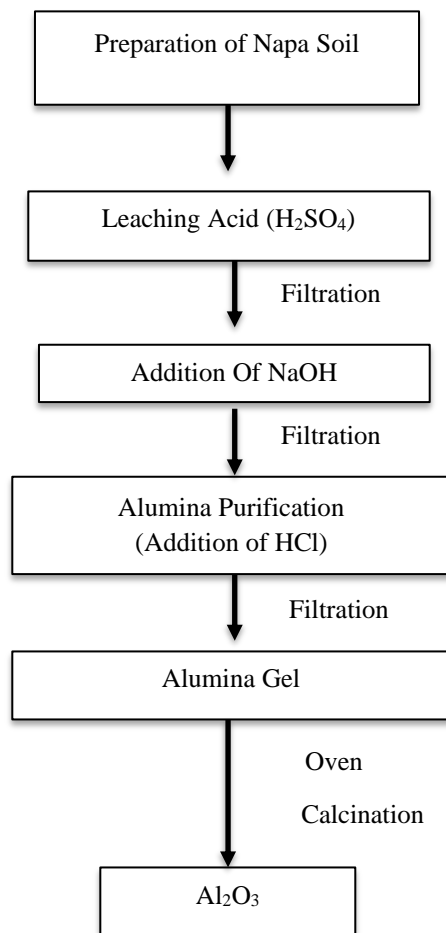 Preparation of Napa Soil
Leaching Acid (H₂SO₄)
Filtration
Addition Of NaOH
Filtration
Alumina Purification
(Addition of HCl)
Filtration
Alumina Gel
Oven
Calcination
Al₂O₃